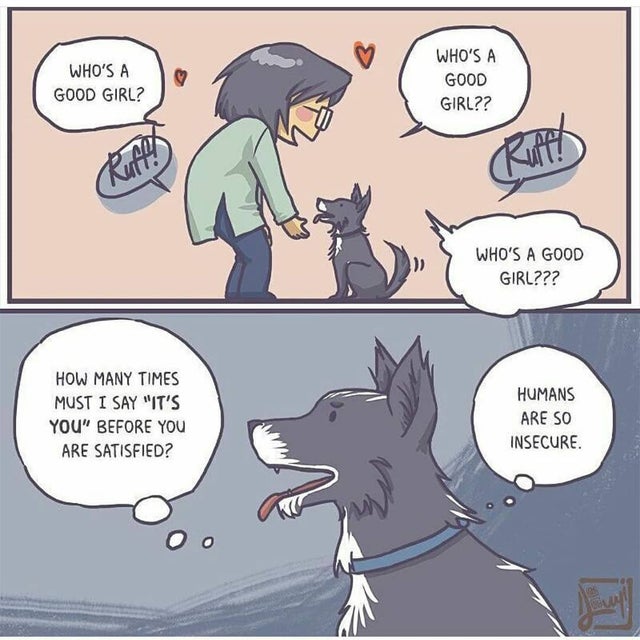 WHO'S A
GOOD GIRL?
Ruff!
WHO'S A
GOOD
GIRL??
Ruff!
WHO'S A GOOD
GIRL???
HOW MANY TIMES
MUST I SAY "IT'S
YOU" BEFORE YOU
ARE SATISFIED?
HUMANS
ARE SO
INSECURE.